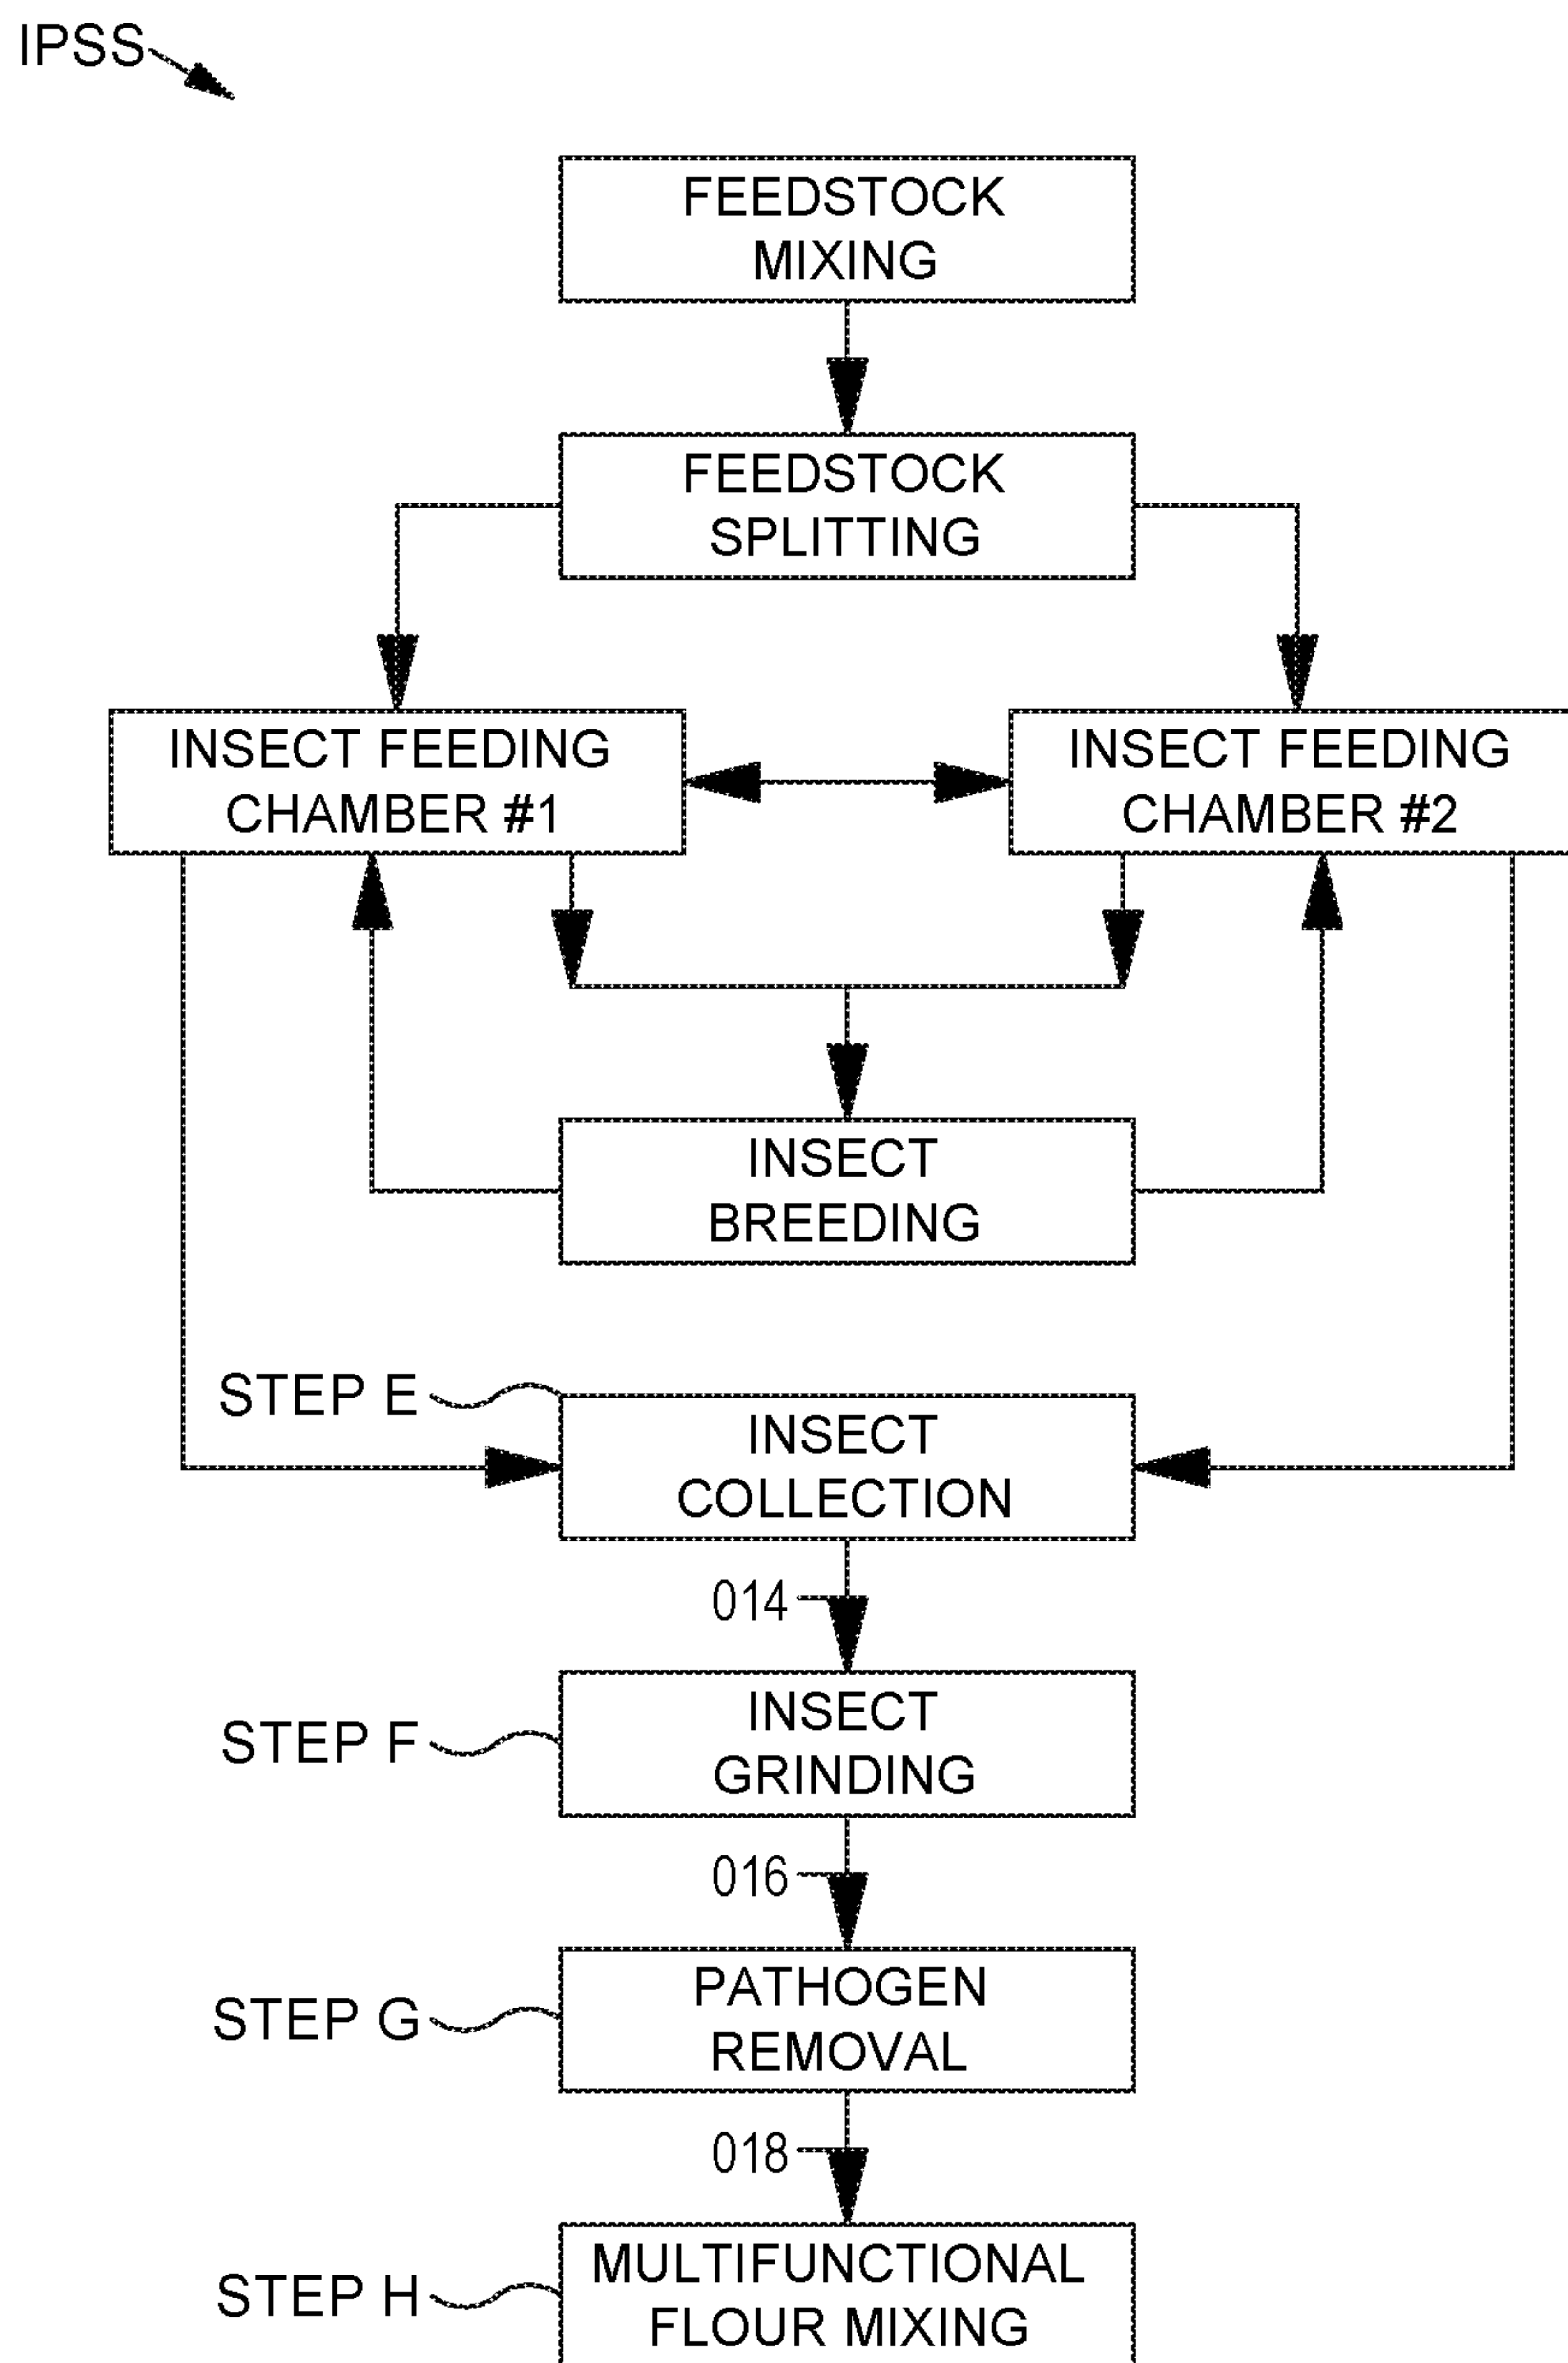 IPSS
FEEDSTOCK
MIXING
FEEDSTOCK
SPLITTING
INSECT FEEDING
CHAMBER #1
INSECT FEEDING
CHAMBER #2
INSECT
BREEDING
STEP E
INSECT
COLLECTION
014
STEP F
INSECT
GRINDING
016
STEP G
PATHOGEN
REMOVAL
018
STEP H
MULTIFUNCTIONAL
FLOUR MIXING